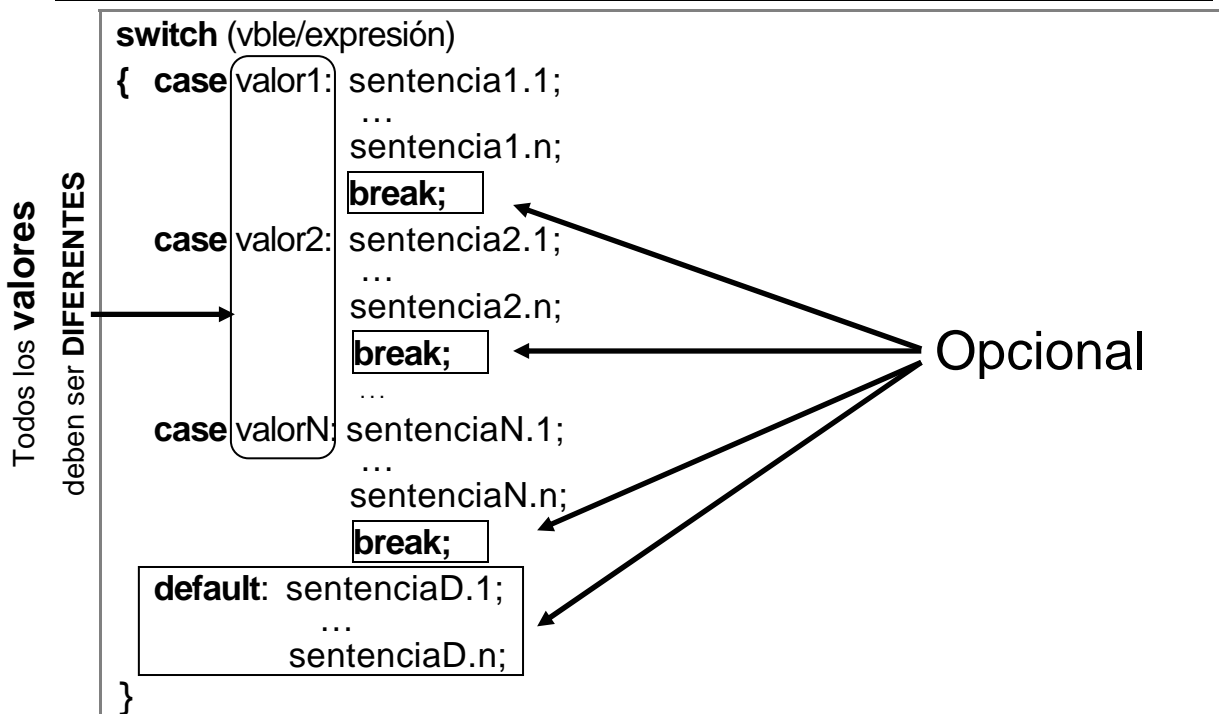 switch (vble/expresión)
{ case valor1: sentencia1.1;
...
sentencia1.n;
break;
case valor2: sentencia2.1;
...
sentencia2.n;
break;
...
case valorN: sentenciaN.1;
...
sentenciaN.n;
break;
default: sentenciaD.1;
...
sentenciaD.n;
}
Todos los valores
deben ser DIFERENTES
Opcional